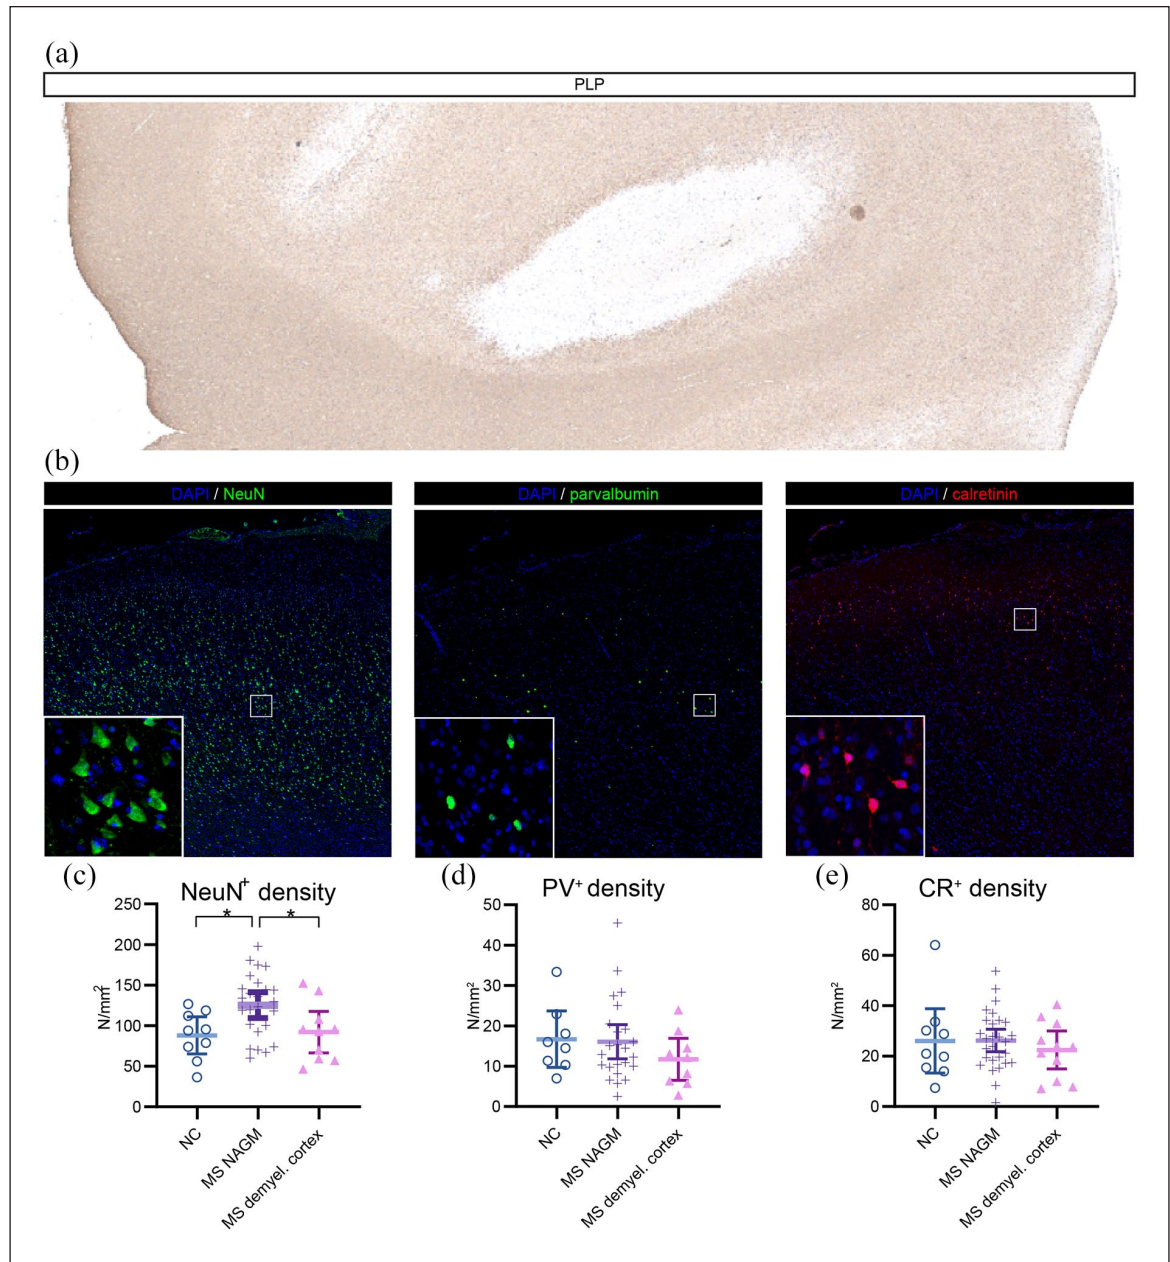 (a)
PLP
(b)
DAPI / NeuN
DAPI / parvalbumin
DAPI / calretinin
(c)
NeuN⁺ density
N/mm²
250
200
150
100
50
0
* *
NC
MS NAGM
MS demyel. cortex
(d)
PV⁺ density
N/mm²
50
40
30
20
10
0
NC
MS NAGM
MS demyel. cortex
(e)
CR⁺ density
N/mm²
80
60
40
20
0
NC
MS NAGM
MS demyel. cortex